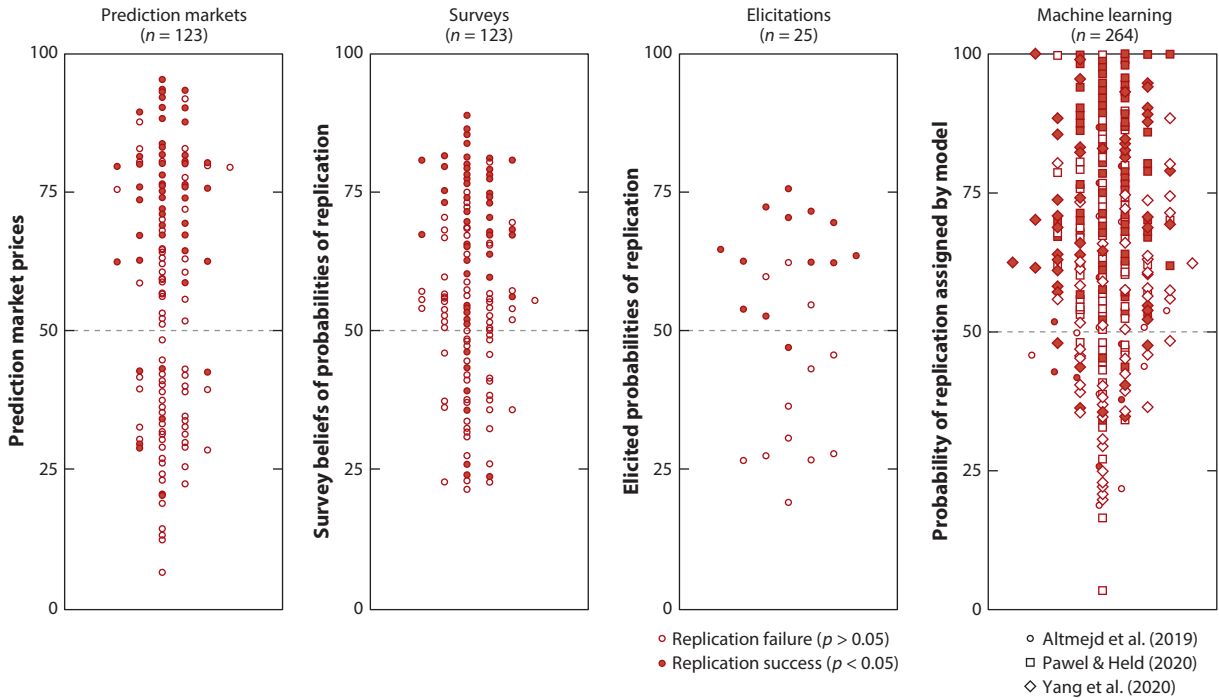 Prediction markets
(n = 123)
100
75
50
25
0
Prediction market prices
Surveys
(n = 123)
100
75
50
25
0
Survey beliefs of probabilities of replication
Elicitations
(n = 25)
100
75
50
25
0
Elicited probabilities of replication
Machine learning
(n = 264)
100
75
50
25
0
Probability of replication assigned by model
Replication failure (p > 0.05)
Replication success (p < 0.05)
Altmejd et al. (2019)
Pawel & Held (2020)
Yang et al. (2020)